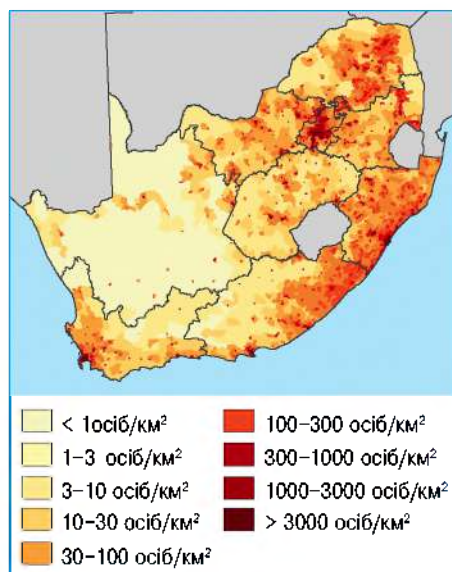 < 1осіб/км²
1–3 осіб/км²
3–10 осіб/км²
10–30 осіб/км²
30–100 осіб/км²
100–300 осіб/км²
300–1000 осіб/км²
1000–3000 осіб/км²
> 3000 осіб/км²